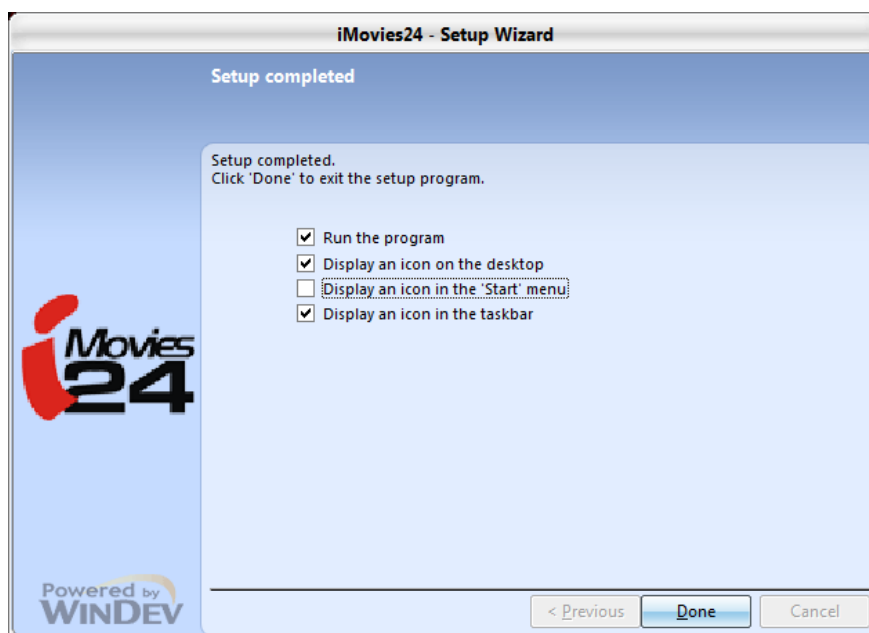 iMovies24 - Setup Wizard
Setup completed
Setup completed.
Click 'Done' to exit the setup program.
Run the program
Display an icon on the desktop
Display an icon in the 'Start' menu
Display an icon in the taskbar
i Movies
24
Powered by
WINDEV
< Previous
Done
Cancel